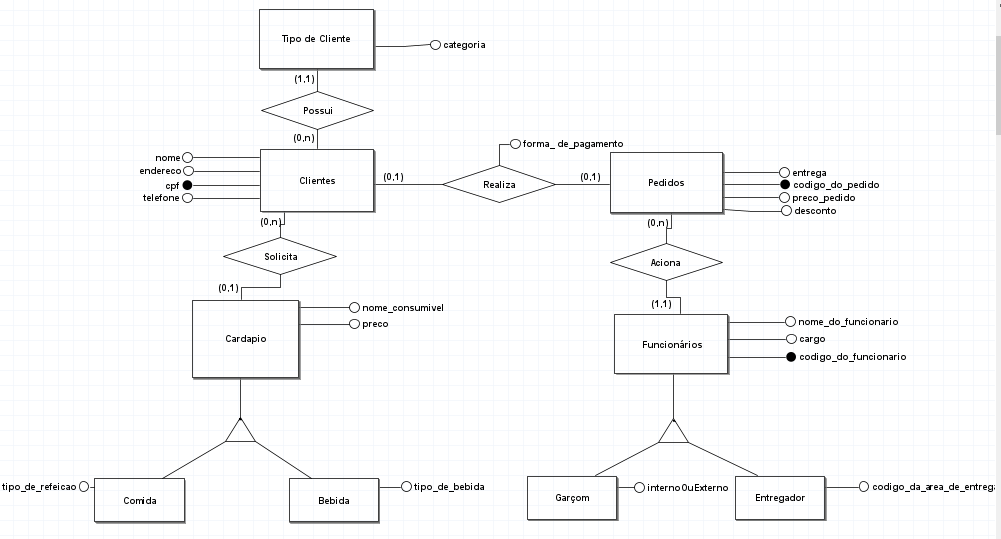 Tipo de Cliente
categoria
(1,1)
Possui
(0,n)
nome
endereco
cpf
telefone
Clientes
(0,1)
forma_ de_pagamento
Realiza
(0,1)
Pedidos
entrega
codigo_do_pedido
preco_pedido
desconto
(0,n)
Solicita
(0,1)
(0,n)
Aciona
(1,1)
Cardapio
nome_consumivel
preco
Funcionários
nome_do_funcionario
cargo
codigo_do_funcionario
tipo_de_refeicao
Comida
Bebida
tipo_de_bebida
Garçom
internoOuExterno
Entregador
codigo_da_area_de_entrega